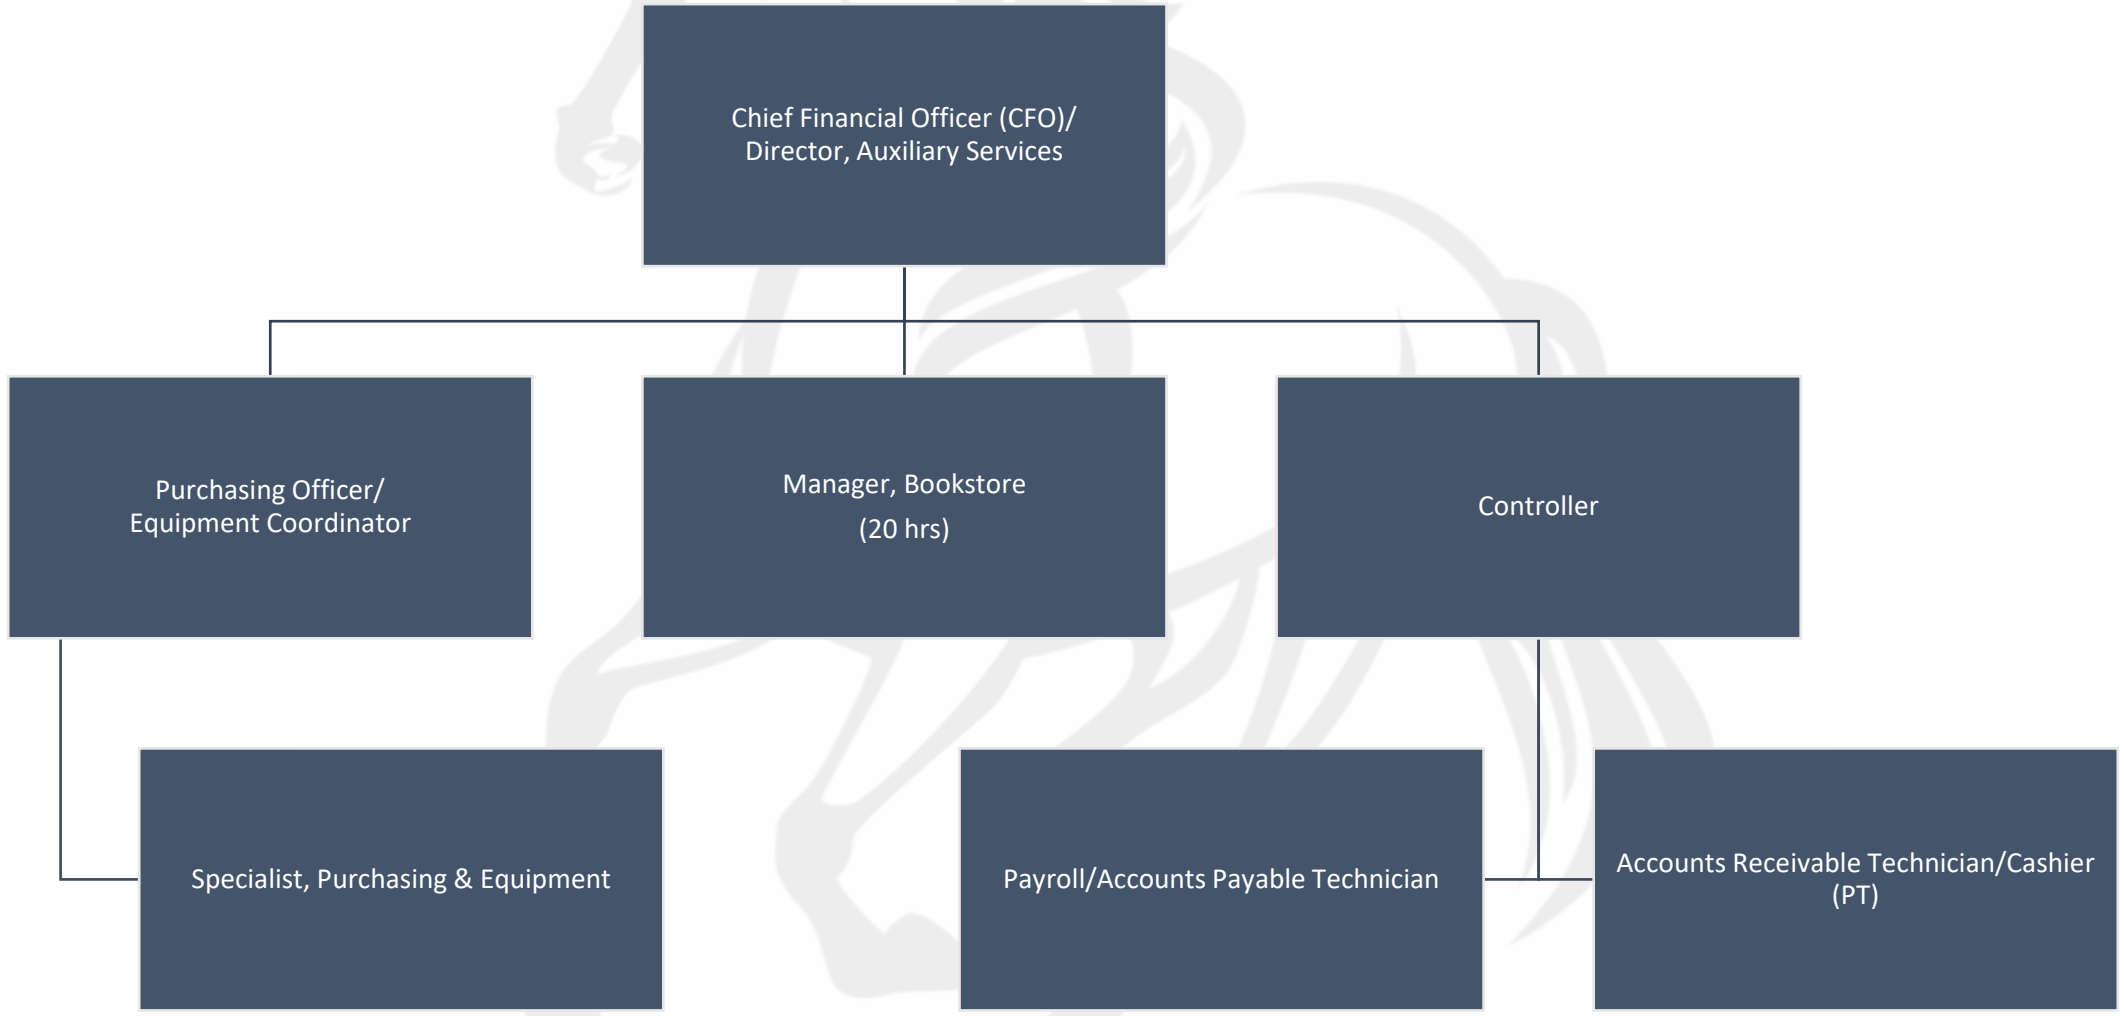 Chief Financial Officer (CFO)/
Director, Auxiliary Services
Purchasing Officer/
Equipment Coordinator
Manager, Bookstore
(20 hrs)
Controller
Specialist, Purchasing & Equipment
Payroll/Accounts Payable Technician
Accounts Receivable Technician/Cashier
(PT)